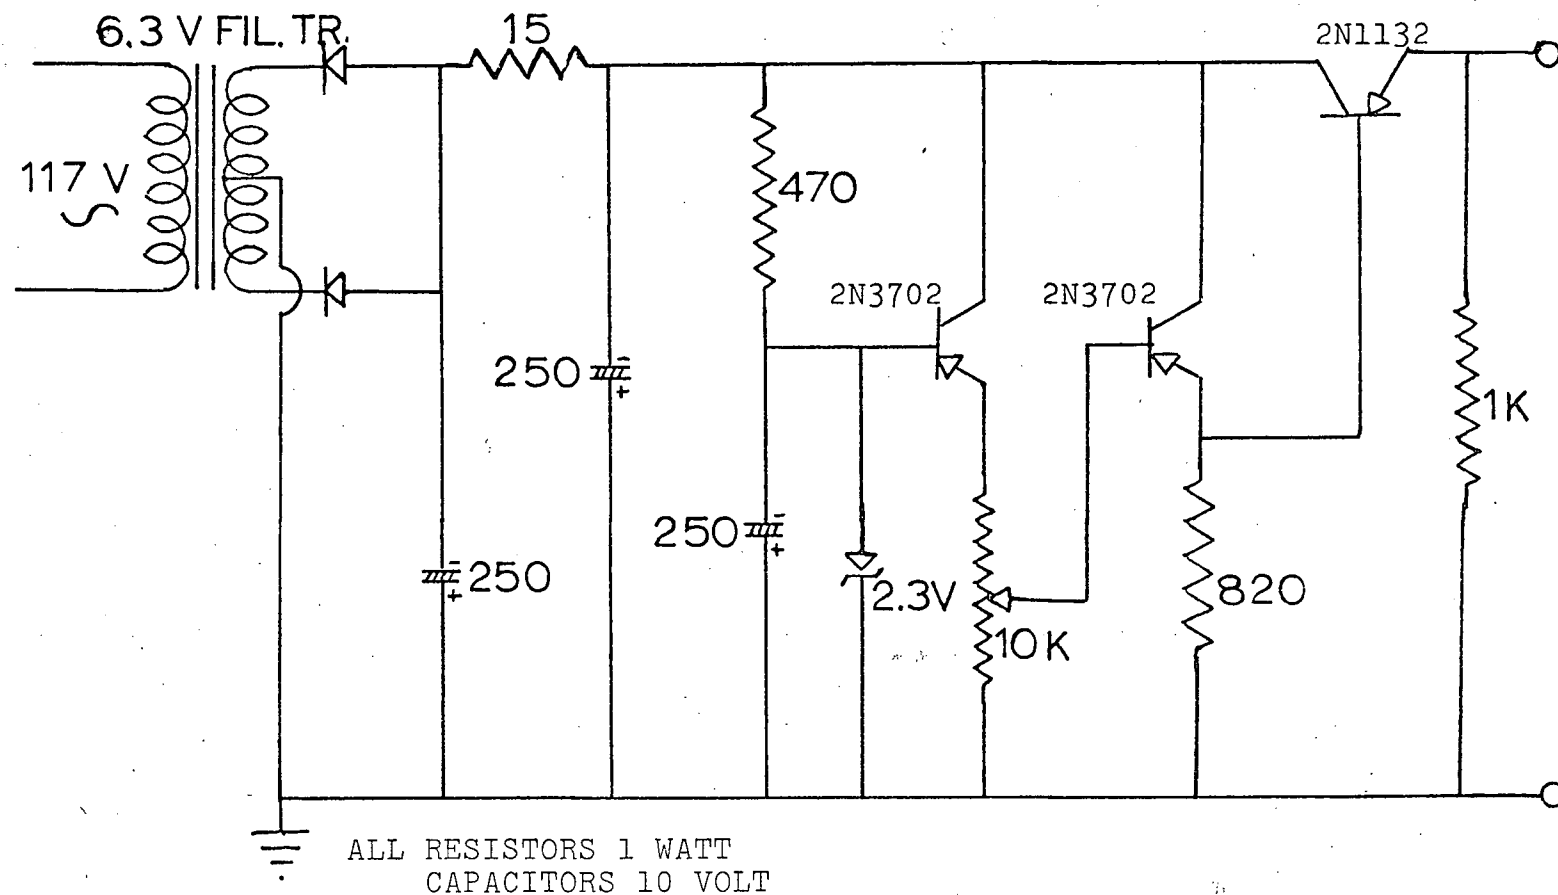 6.3 V FIL. TR.
15
2N1132
117 V
470
2N3702
2N3702
250 - +
1K
250 - +
250 - +
2.3V
10K
820
ALL RESISTORS 1 WATT
CAPACITORS 10 VOLT